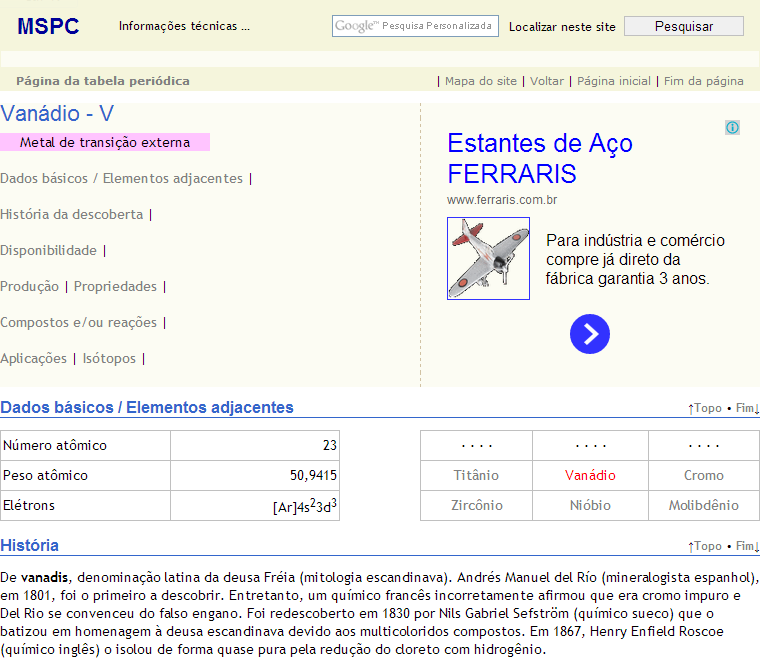 MSPC
Informações técnicas ...
Google™ Pesquisa Personalizada
Localizar neste site
Pesquisar
Página da tabela periódica
| Mapa do site | Voltar | Página inicial | Fim da página
Vanádio - V
Metal de transição externa
Dados básicos / Elementos adjacentes |
História da descoberta |
Disponibilidade |
Produção | Propriedades |
Compostos e/ou reações |
Aplicações | Isótopos |
Estantes de Aço
FERRARIS
www.ferraris.com.br
Para indústria e comércio
compre já direto da
fábrica garantia 3 anos.
Dados básicos / Elementos adjacentes
↑Topo • Fim↓
Número atômico 23
Peso atômico 50,9415
Elétrons [Ar]4s²3d³
· · · · · · · · · · · ·
Titânio Vanádio Cromo
Zircônio Nióbio Molibdênio
História
↑Topo • Fim↓
De vanadis, denominação latina da deusa Fréia (mitologia escandinava). Andrés Manuel del Río (mineralogista espanhol),
em 1801, foi o primeiro a descobrir. Entretanto, um químico francês incorretamente afirmou que era cromo impuro e
Del Rio se convenceu do falso engano. Foi redescoberto em 1830 por Nils Gabriel Sefström (químico sueco) que o
batizou em homenagem à deusa escandinava devido aos multicoloridos compostos. Em 1867, Henry Enfield Roscoe
(químico inglês) o isolou de forma quase pura pela redução do cloreto com hidrogênio.